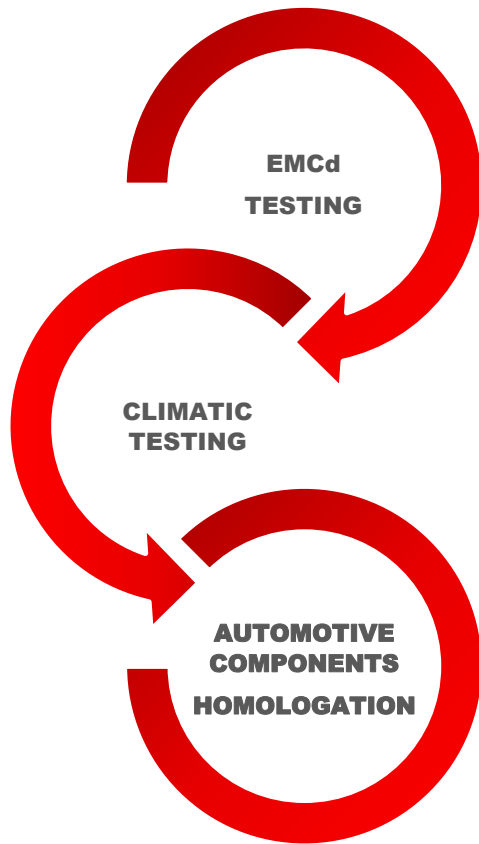 EMCd
TESTING
CLIMATIC
TESTING
AUTOMOTIVE
COMPONENTS
HOMOLOGATION